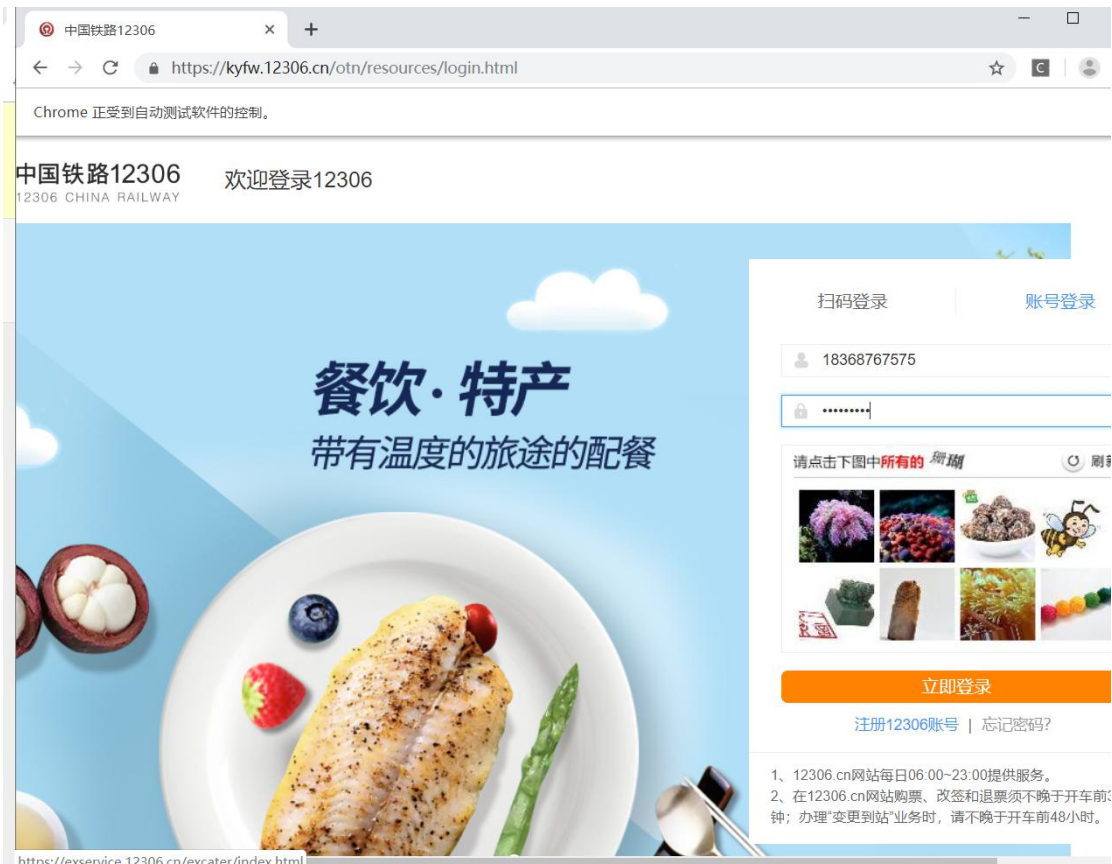 中国铁路12306
https://kyfw.12306.cn/otn/resources/login.html
Chrome 正受到自动测试软件的控制。
中国铁路12306
12306 CHINA RAILWAY
欢迎登录12306
餐饮·特产
带有温度的旅途的配餐
扫码登录
账号登录
18368767575
请点击下图中所有的 珊瑚
刷新
立即登录
注册12306账号 | 忘记密码?
1、12306.cn网站每日06:00~23:00提供服务。
2、在12306.cn网站购票、改签和退票须不晚于开车前3
钟；办理“变更到站”业务时，请不晚于开车前48小时。
https://exservice.12306.cn/excater/index.html